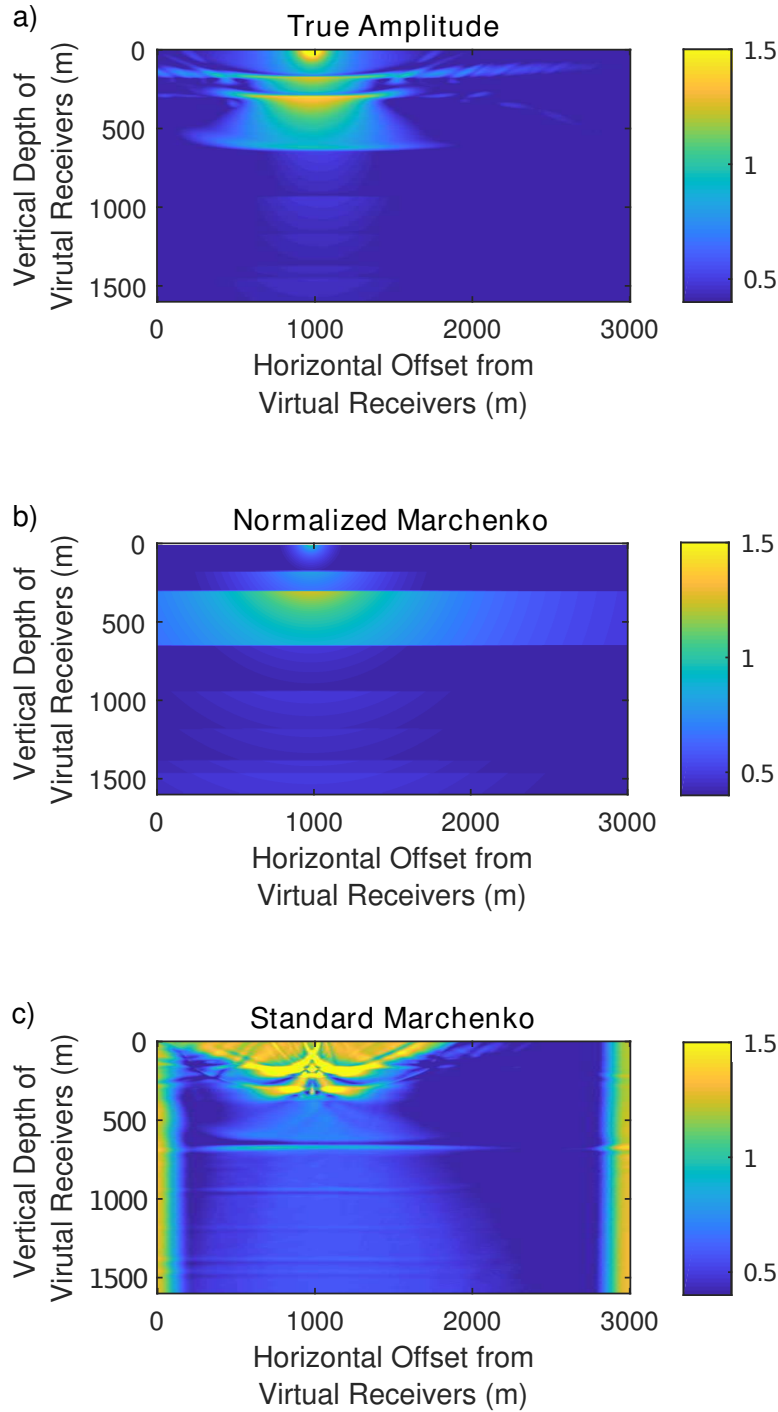 a)
True Amplitude
Vertical Depth of
Virutal Receivers (m)
0
500
1000
1500
0
1000
2000
3000
Horizontal Offset from
Virtual Receivers (m)
1.5
1
0.5
b)
Normalized Marchenko
Vertical Depth of
Virutal Receivers (m)
0
500
1000
1500
0
1000
2000
3000
Horizontal Offset from
Virtual Receivers (m)
1.5
1
0.5
c)
Standard Marchenko
Vertical Depth of
Virutal Receivers (m)
0
500
1000
1500
0
1000
2000
3000
Horizontal Offset from
Virtual Receivers (m)
1.5
1
0.5